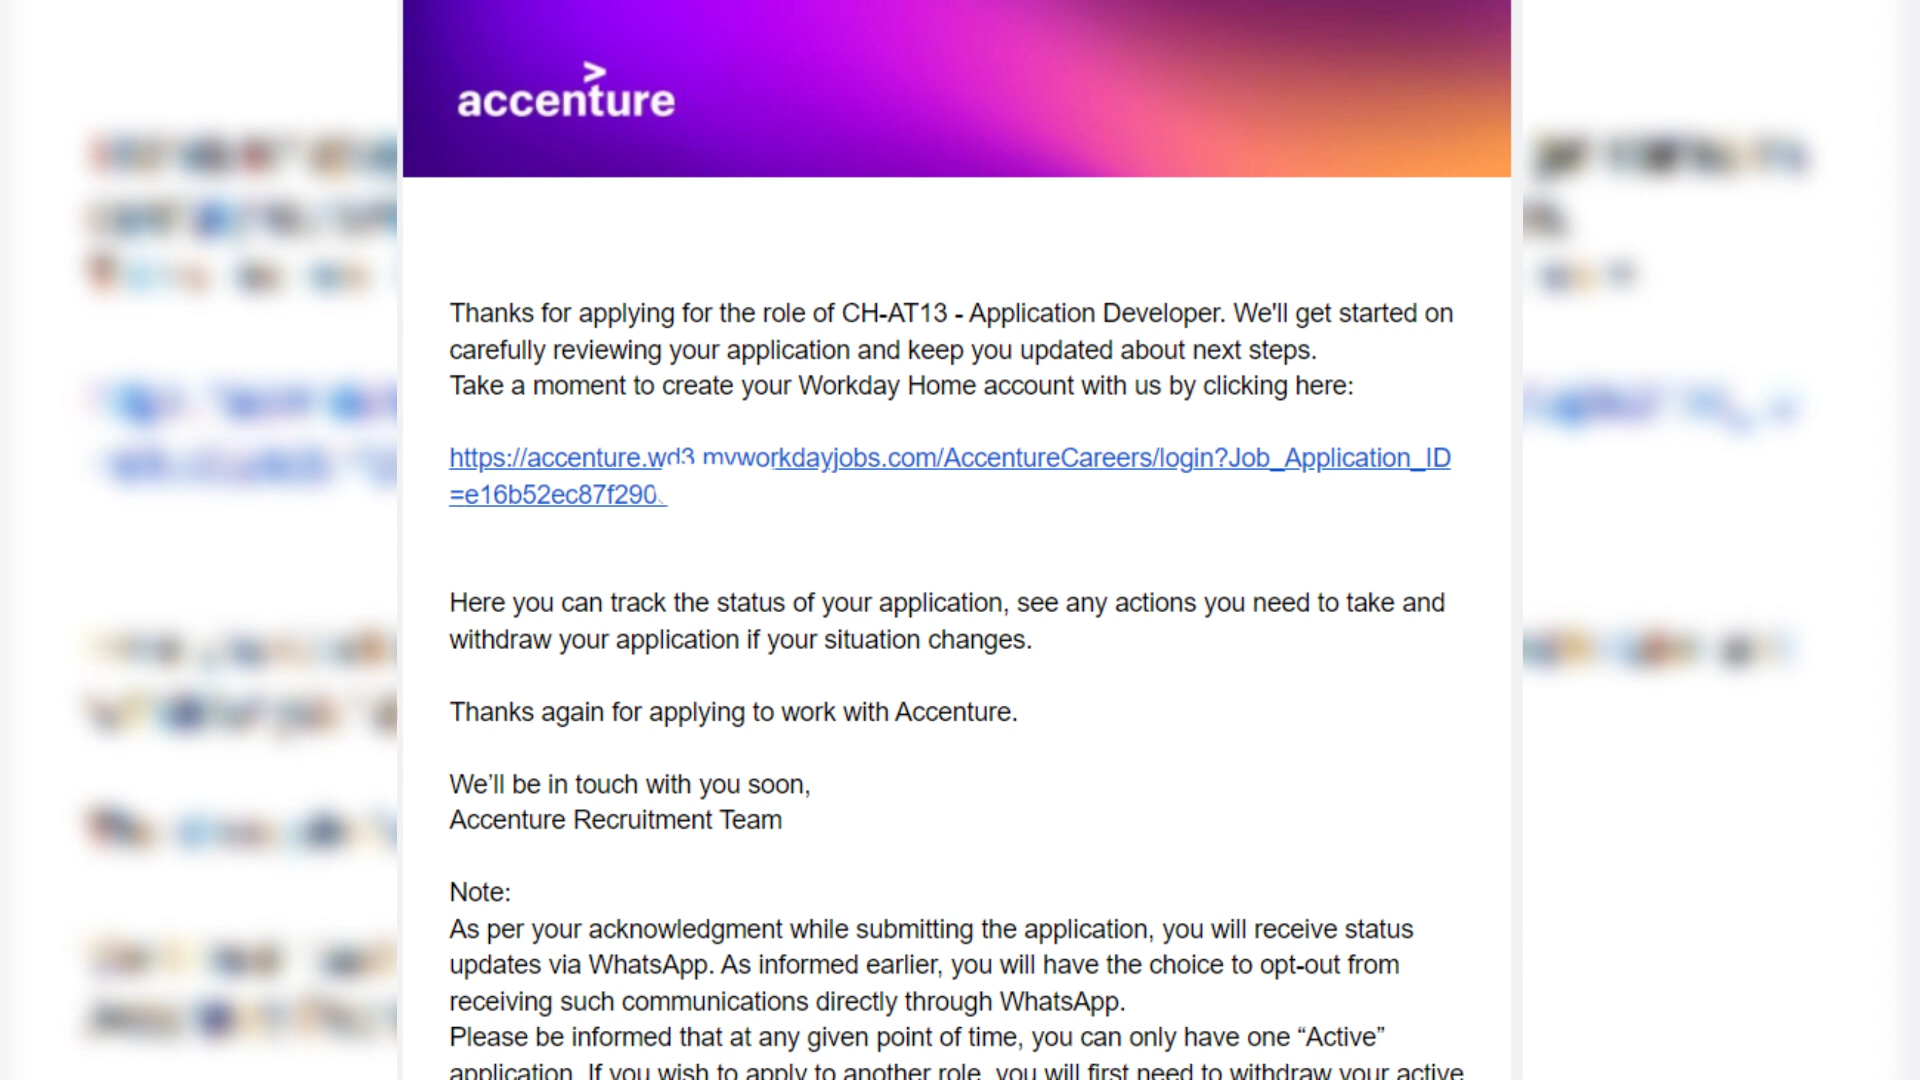 accenture
Thanks for applying for the role of CH-AT13 - Application Developer. We'll get started on
carefully reviewing your application and keep you updated about next steps.
Take a moment to create your Workday Home account with us by clicking here:
https://accenture.wd3.myworkdayjobs.com/AccentureCareers/login?Job_Application_ID
=e16b52ec87f290
Here you can track the status of your application, see any actions you need to take and
withdraw your application if your situation changes.
Thanks again for applying to work with Accenture.
We’ll be in touch with you soon,
Accenture Recruitment Team
Note:
As per your acknowledgment while submitting the application, you will receive status
updates via WhatsApp. As informed earlier, you will have the choice to opt-out from
receiving such communications directly through WhatsApp.
Please be informed that at any given point of time, you can only have one “Active”
application. If you wish to apply to another role, you will first need to withdraw your active